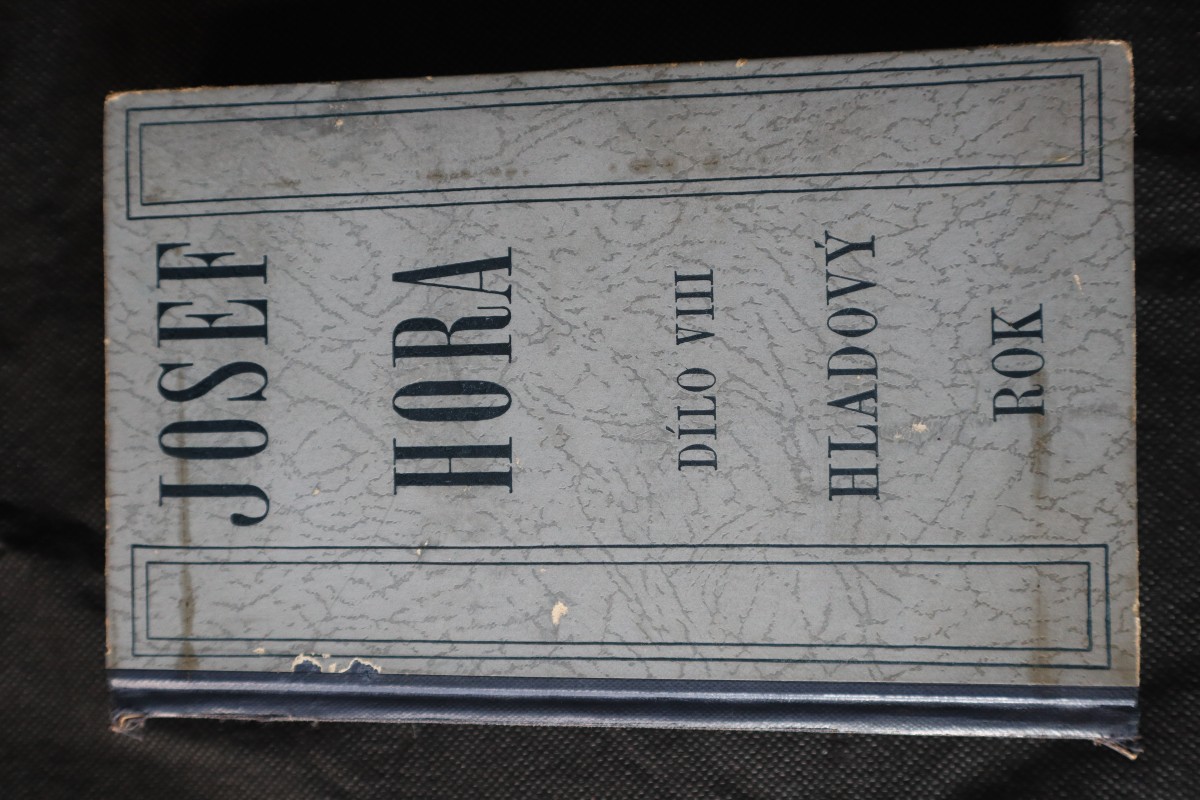 JOSEF
HORA
DÍLO VIII
HLADOVÝ
ROK